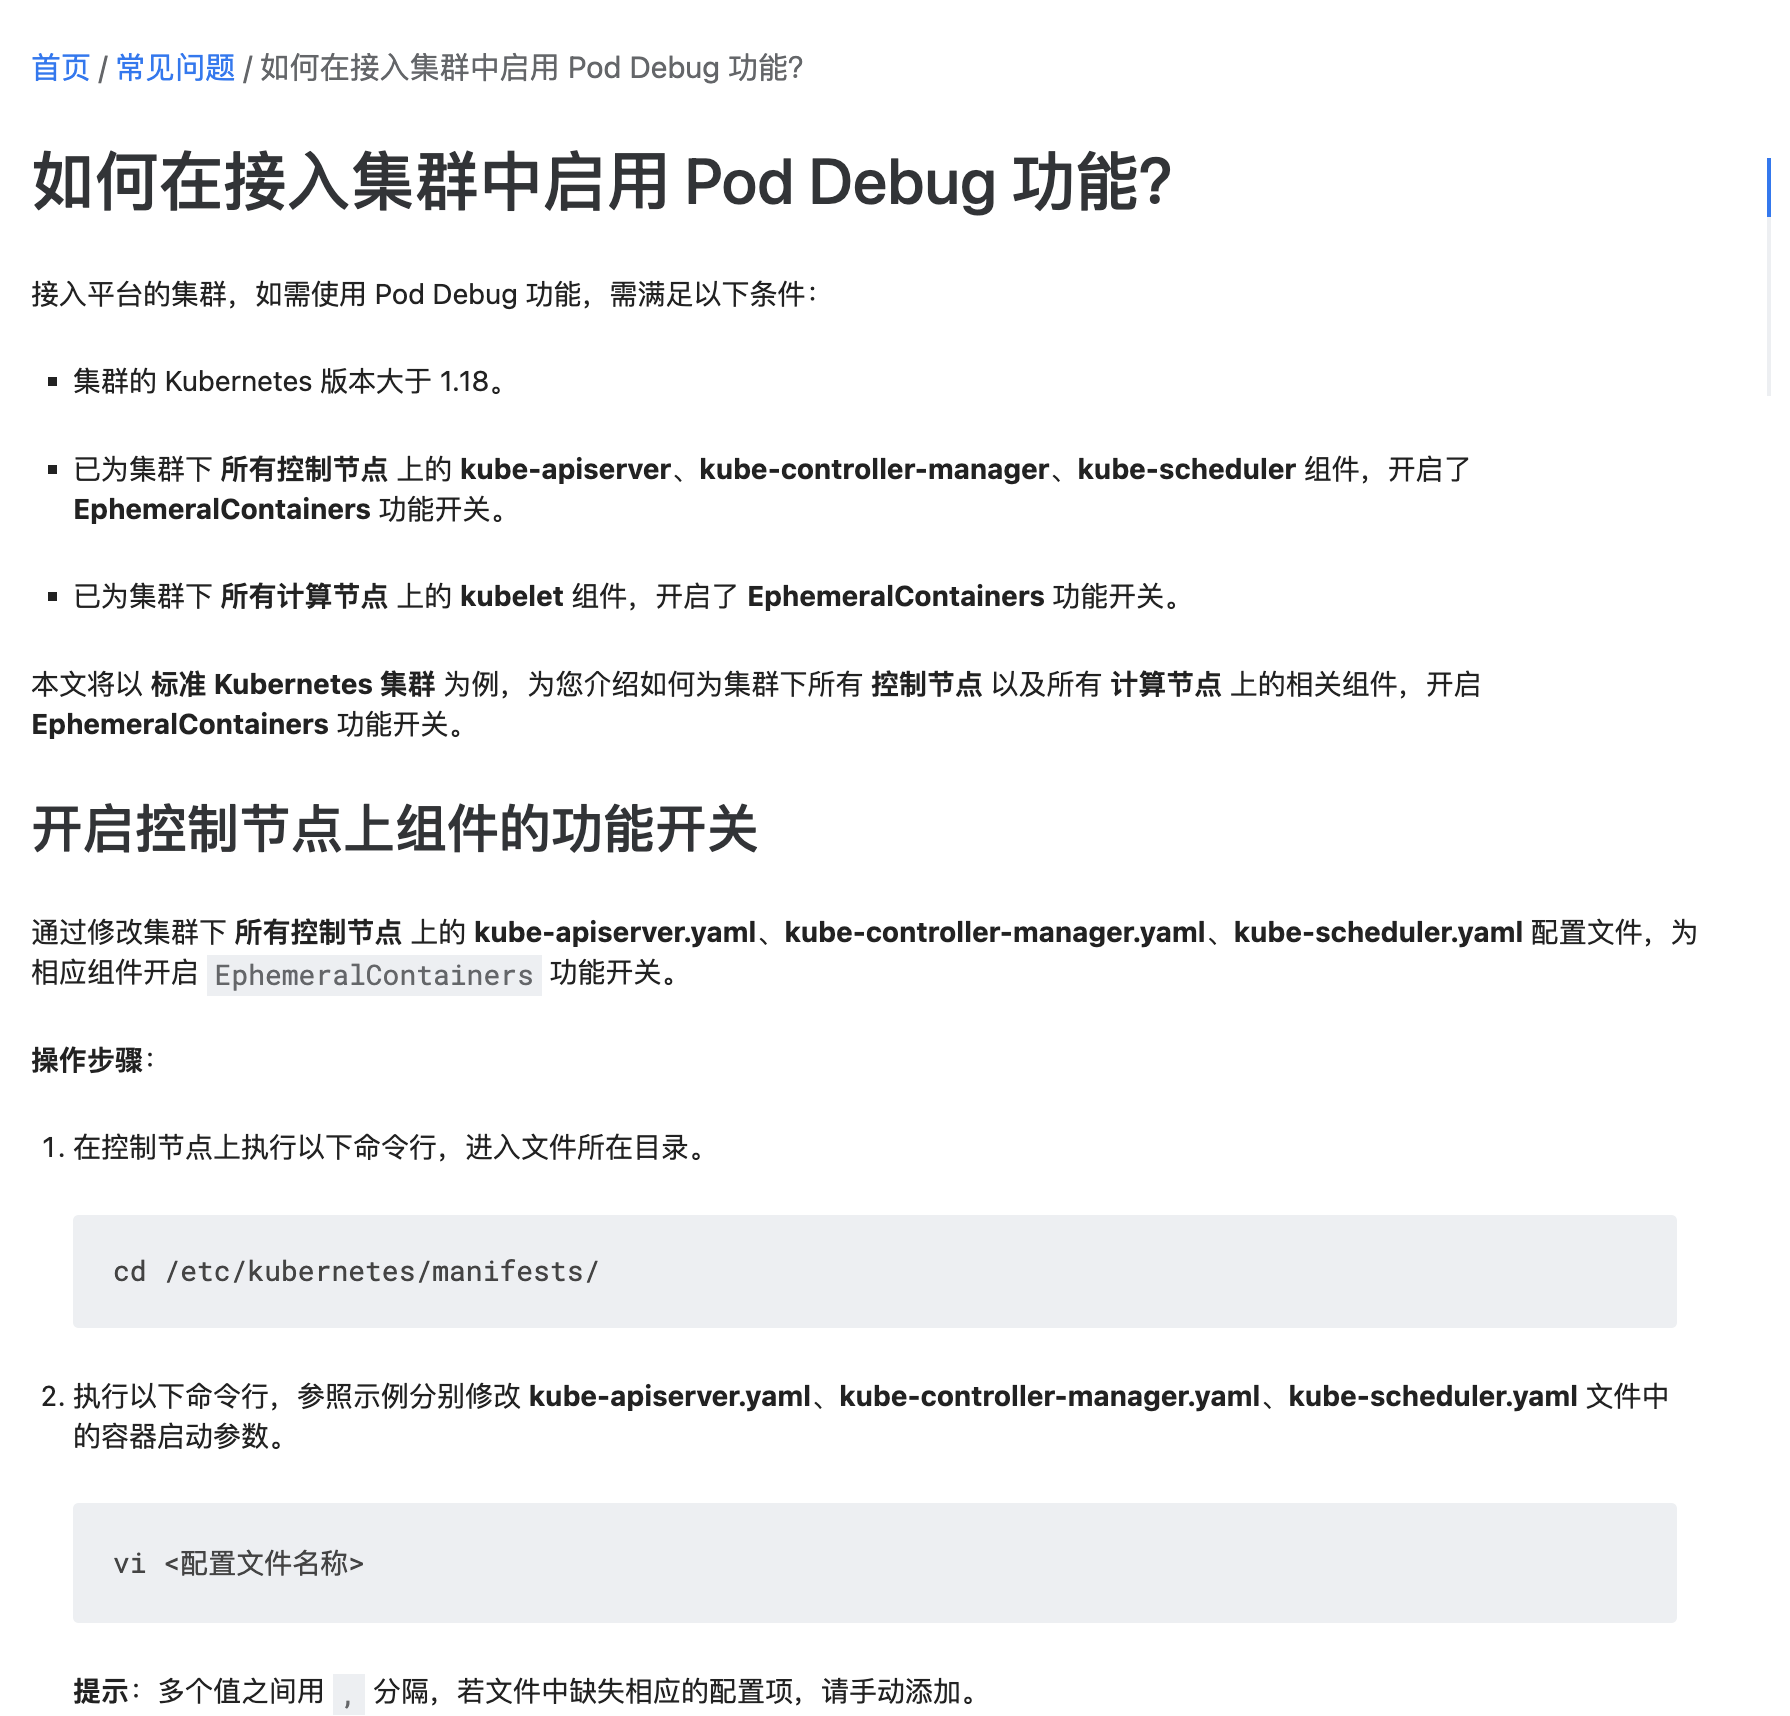 首页 / 常见问题 / 如何在接入集群中启用 Pod Debug 功能?
如何在接入集群中启用 Pod Debug 功能?
接入平台的集群，如需使用 Pod Debug 功能，需满足以下条件：
▪ 集群的 Kubernetes 版本大于 1.18。
▪ 已为集群下 所有控制节点 上的 kube-apiserver、kube-controller-manager、kube-scheduler 组件，开启了
EphemeralContainers 功能开关。
▪ 已为集群下 所有计算节点 上的 kubelet 组件，开启了 EphemeralContainers 功能开关。
本文将以 标准 Kubernetes 集群 为例，为您介绍如何为集群下所有 控制节点 以及所有 计算节点 上的相关组件，开启
EphemeralContainers 功能开关。
开启控制节点上组件的功能开关
通过修改集群下 所有控制节点 上的 kube-apiserver.yaml、kube-controller-manager.yaml、kube-scheduler.yaml 配置文件，为
相应组件开启 EphemeralContainers 功能开关。
操作步骤：
1. 在控制节点上执行以下命令行，进入文件所在目录。
cd /etc/kubernetes/manifests/
2. 执行以下命令行，参照示例分别修改 kube-apiserver.yaml、kube-controller-manager.yaml、kube-scheduler.yaml 文件中
的容器启动参数。
vi <配置文件名称>
提示：多个值之间用 , 分隔，若文件中缺失相应的配置项，请手动添加。